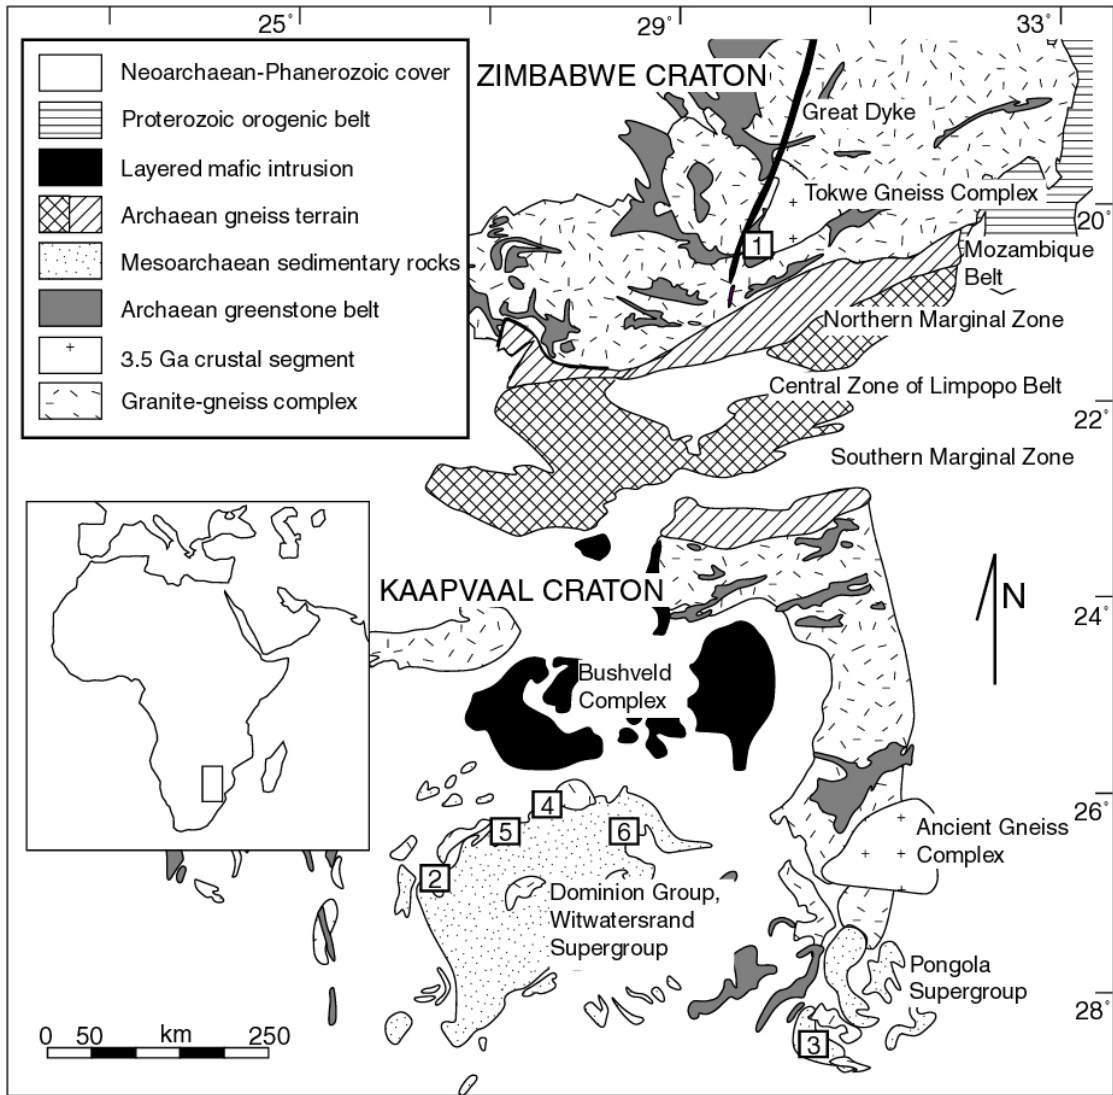 25°
29°
33°
Neoarchaean-Phanerozoic cover
Proterozoic orogenic belt
Layered mafic intrusion
Archaean gneiss terrain
Mesoarchaean sedimentary rocks
Archaean greenstone belt
3.5 Ga crustal segment
Granite-gneiss complex
ZIMBABWE CRATON
Great Dyke
Tokwe Gneiss Complex
20°
1
Mozambique
Belt
Northern Marginal Zone
Central Zone of Limpopo Belt
22°
Southern Marginal Zone
KAAPVAAL CRATON
N
24°
Bushveld
Complex
26°
4
5
6
2
Ancient Gneiss
Complex
Dominion Group,
Witwatersrand
Supergroup
Pongola
Supergroup
28°
3
0 50 km 250